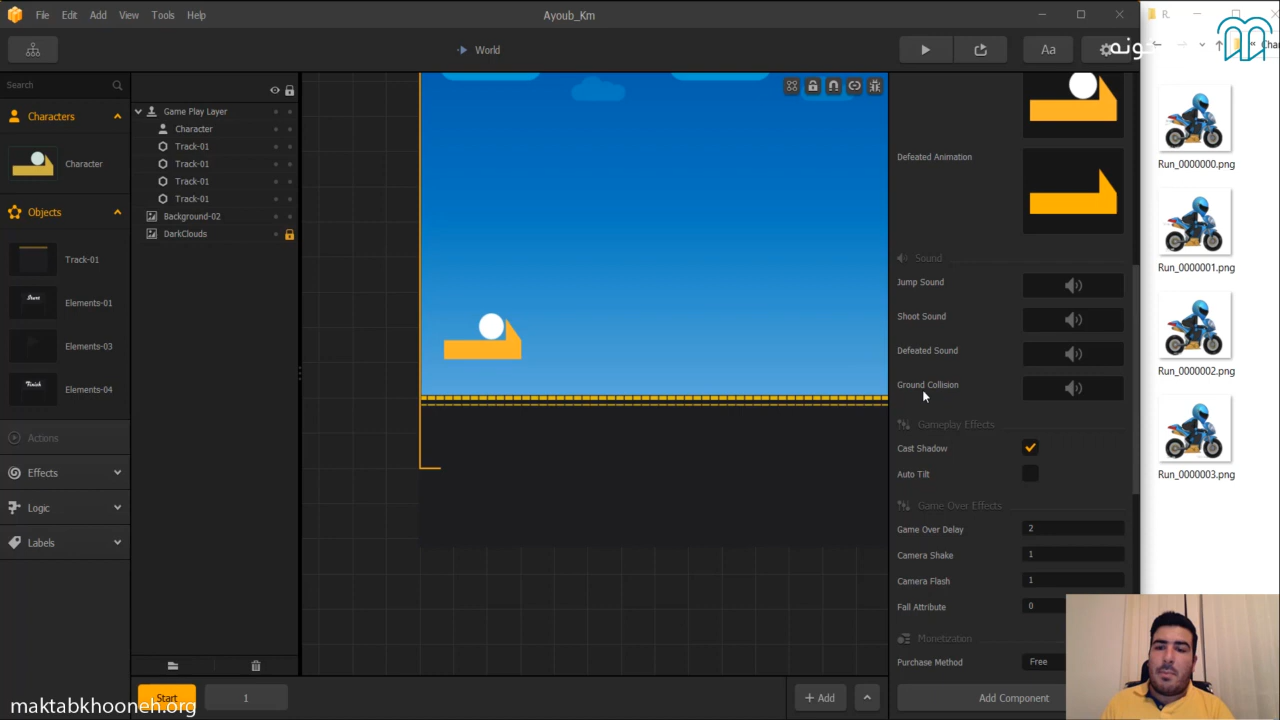 File Edit Add View Tools Help
Ayoub_Km
R.
World
Aa
ونه
Cha
Search
Characters
Character
Objects
Track-01
Elements-01
Elements-03
Elements-04
Actions
Effects
Logic
Labels
Game Play Layer
Character
Track-01
Track-01
Track-01
Track-01
Background-02
DarkClouds
Defeated Animation
Sound
Jump Sound
Shoot Sound
Defeated Sound
Ground Collision
Gameplay Effects
Cast Shadow
Auto Tilt
Game Over Effects
Game Over Delay 2
Camera Shake 1
Camera Flash 1
Fall Attribute 0
Monetization
Purchase Method Free
Add Component
Run_0000000.png
Run_0000001.png
Run_0000002.png
Run_0000003.png
Start
1
Add
maktabkhooneh.org